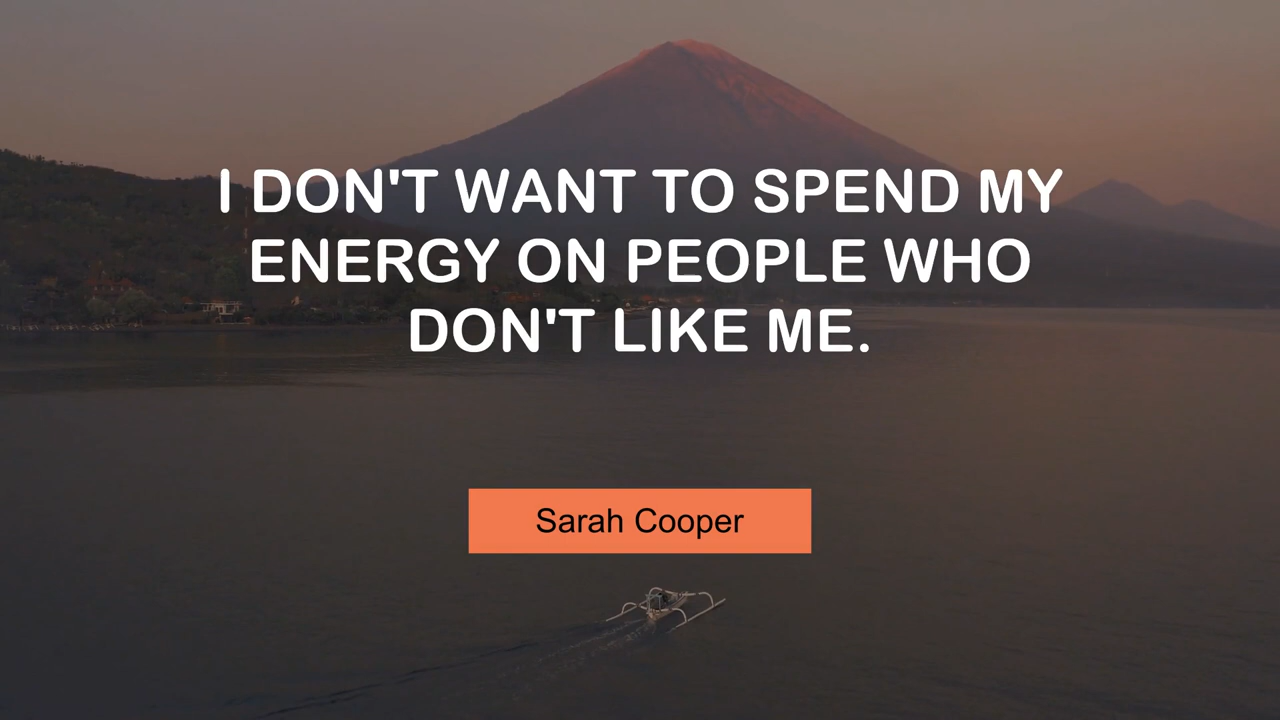 I DON'T WANT TO SPEND MY
ENERGY ON PEOPLE WHO
DON'T LIKE ME.
Sarah Cooper